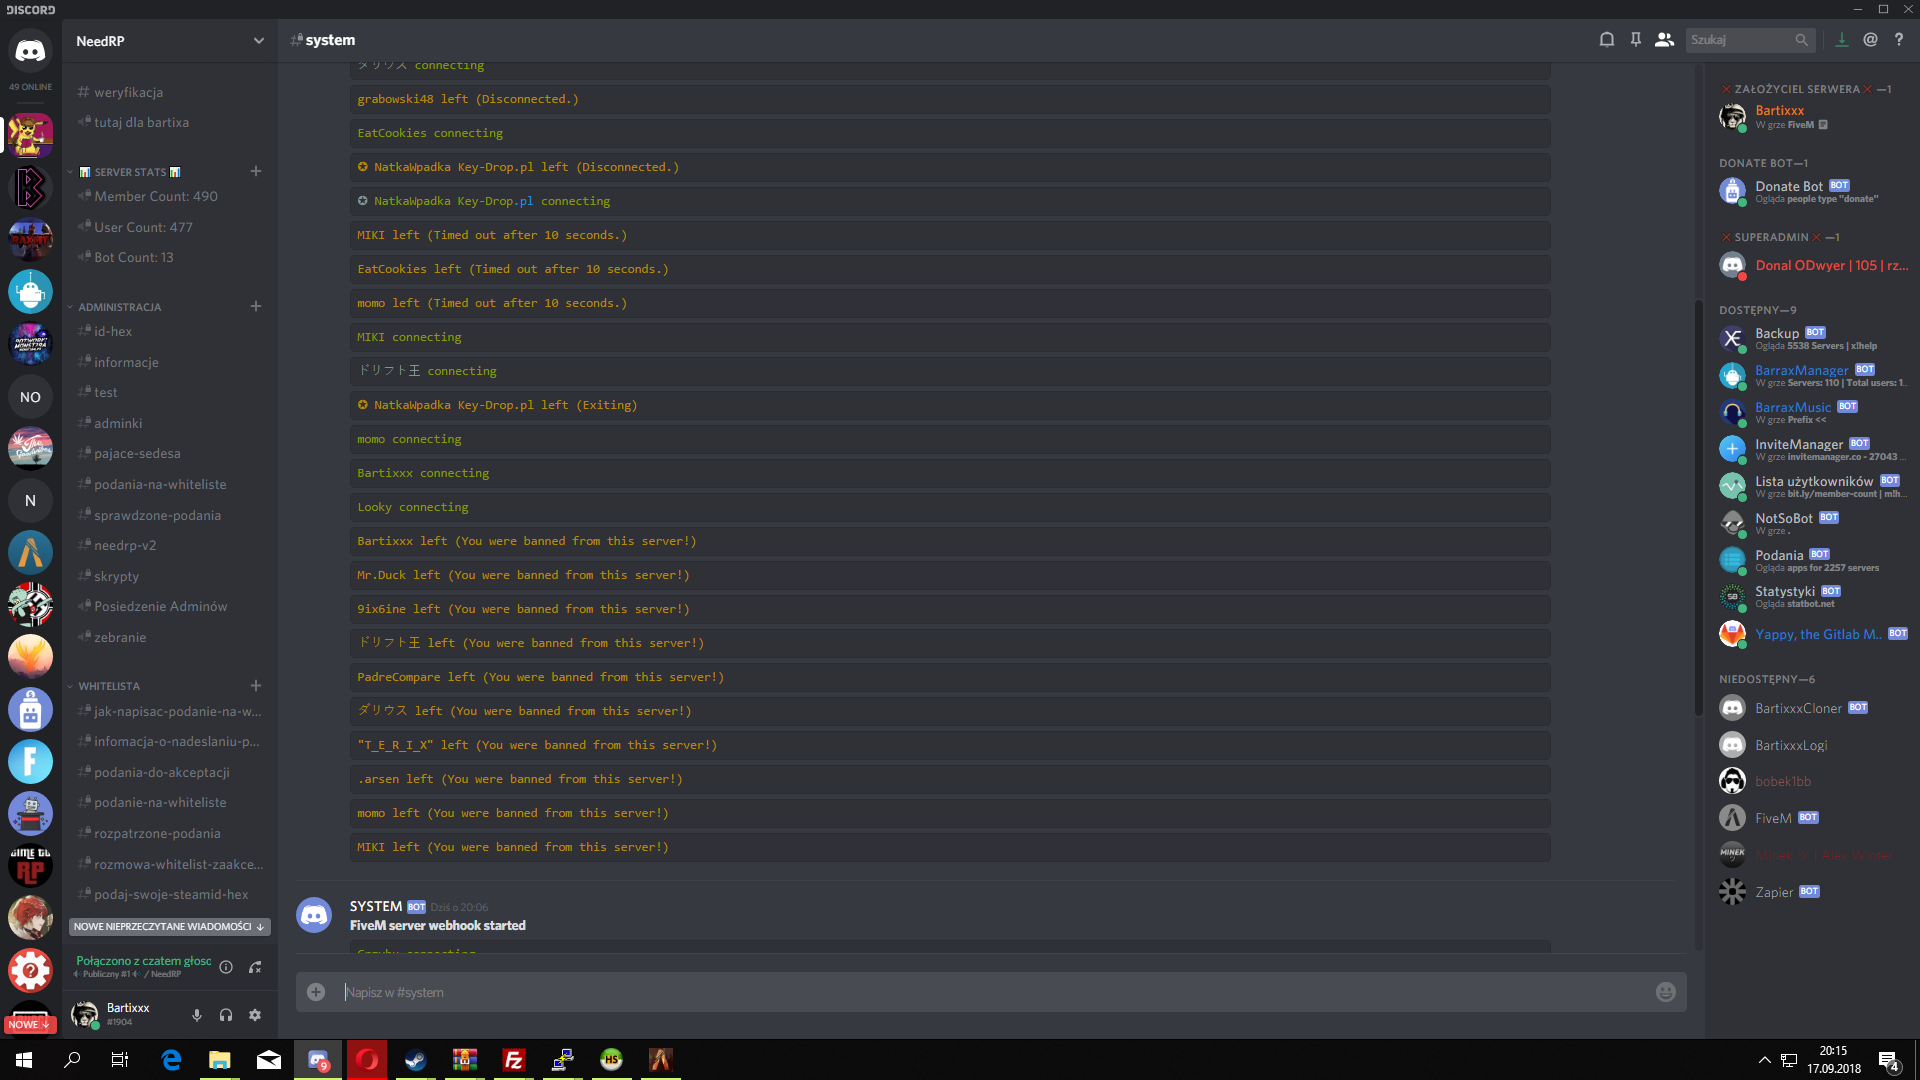 DISCORD
49 ONLINE
NO
N
GIME TO
RP
NOWE ↓
NeedRP
# weryfikacja
tutaj dla bartixa
📊 SERVER STATS 📊
Member Count: 490
User Count: 477
Bot Count: 13
ADMINISTRACJA
id-hex
informacje
test
adminki
pajace-sedesa
podania-na-whiteliste
sprawdzone-podania
needrp-v2
skrypty
Posiedzenie Adminów
zebranie
WHITELISTA
jak-napisac-podanie-na-w...
infomacja-o-nadeslaniu-p...
podania-do-akceptacji
podanie-na-whiteliste
rozpatrzone-podania
rozmowa-whitelist-zaakce...
podaj-swoje-steamid-hex
NOWE NIEPRZECZYTANE WIADOMOŚCI ↓
Połączono z czatem głosc
Publiczny #1 / NeedRP
Bartixxx
#1904
# system
Szukaj
ダリウス connecting
grabowski48 left (Disconnected.)
EatCookies connecting
✪ NatkaWpadka Key-Drop.pl left (Disconnected.)
✪ NatkaWpadka Key-Drop.pl connecting
MIKI left (Timed out after 10 seconds.)
EatCookies left (Timed out after 10 seconds.)
momo left (Timed out after 10 seconds.)
MIKI connecting
ドリフト王 connecting
✪ NatkaWpadka Key-Drop.pl left (Exiting)
momo connecting
Bartixxx connecting
Looky connecting
Bartixxx left (You were banned from this server!)
Mr.Duck left (You were banned from this server!)
9ix6ine left (You were banned from this server!)
ドリフト王 left (You were banned from this server!)
PadreCompare left (You were banned from this server!)
ダリウス left (You were banned from this server!)
"T_E_R_I_X" left (You were banned from this server!)
.arsen left (You were banned from this server!)
momo left (You were banned from this server!)
MIKI left (You were banned from this server!)
SYSTEM BOT Dziś o 20:06
FiveM server webhook started
Napisz w #system
❌ ZAŁOŻYCIEL SERWERA ❌ —1
Bartixxx
W grze FiveM
DONATE BOT—1
Donate Bot BOT
Ogląda people type "donate"
❌ SUPERADMIN ❌ —1
Donal ODwyer | 105 | rz...
DOSTĘPNY—9
Backup BOT
Ogląda 5538 Servers | x!help
BarraxManager BOT
W grze Servers: 110 | Total users: 1..
BarraxMusic BOT
W grze Prefix <<
InviteManager BOT
W grze invitemanager.co - 27043 ...
Lista użytkowników BOT
W grze bit.ly/member-count | m!h...
NotSoBot BOT
W grze .
Podania BOT
Ogląda apps for 2257 servers
Statystyki BOT
Ogląda statbot.net
Yappy, the Gitlab M.. BOT
NIEDOSTĘPNY—6
BartixxxCloner BOT
BartixxxLogi
bobek1bb
FiveM BOT
MINEK
Zapier BOT
9
HS
20:15
17.09.2018
4